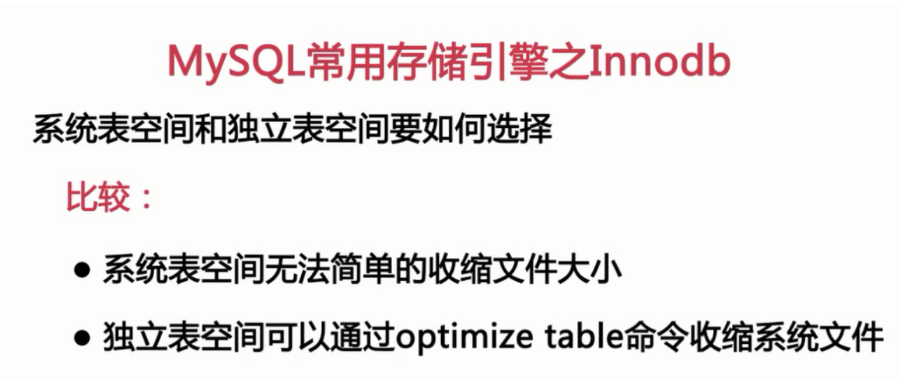 MySQL常用存储引擎之Innodb
系统表空间和独立表空间要如何选择
比较：
● 系统表空间无法简单的收缩文件大小
● 独立表空间可以通过optimize table命令收缩系统文件